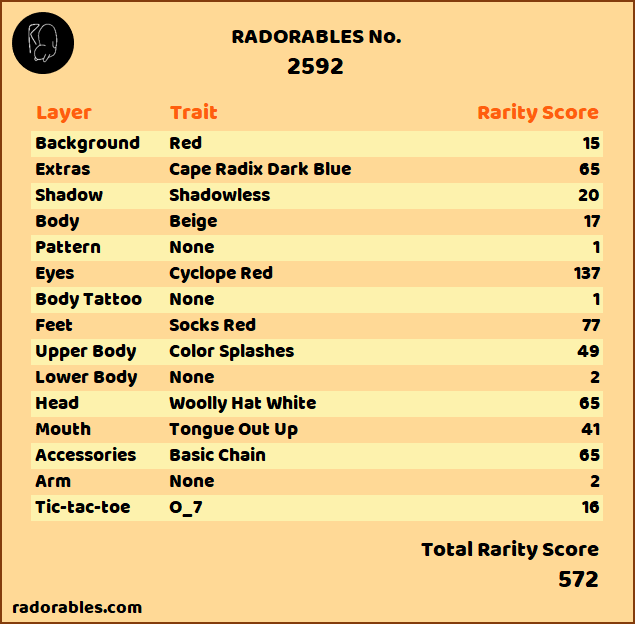 RADORABLES No.
2592
Layer Trait Rarity Score
Background Red 15
Extras Cape Radix Dark Blue 65
Shadow Shadowless 20
Body Beige 17
Pattern None 1
Eyes Cyclope Red 137
Body Tattoo None 1
Feet Socks Red 77
Upper Body Color Splashes 49
Lower Body None 2
Head Woolly Hat White 65
Mouth Tongue Out Up 41
Accessories Basic Chain 65
Arm None 2
Tic-tac-toe O_7 16
Total Rarity Score
572
radorables.com